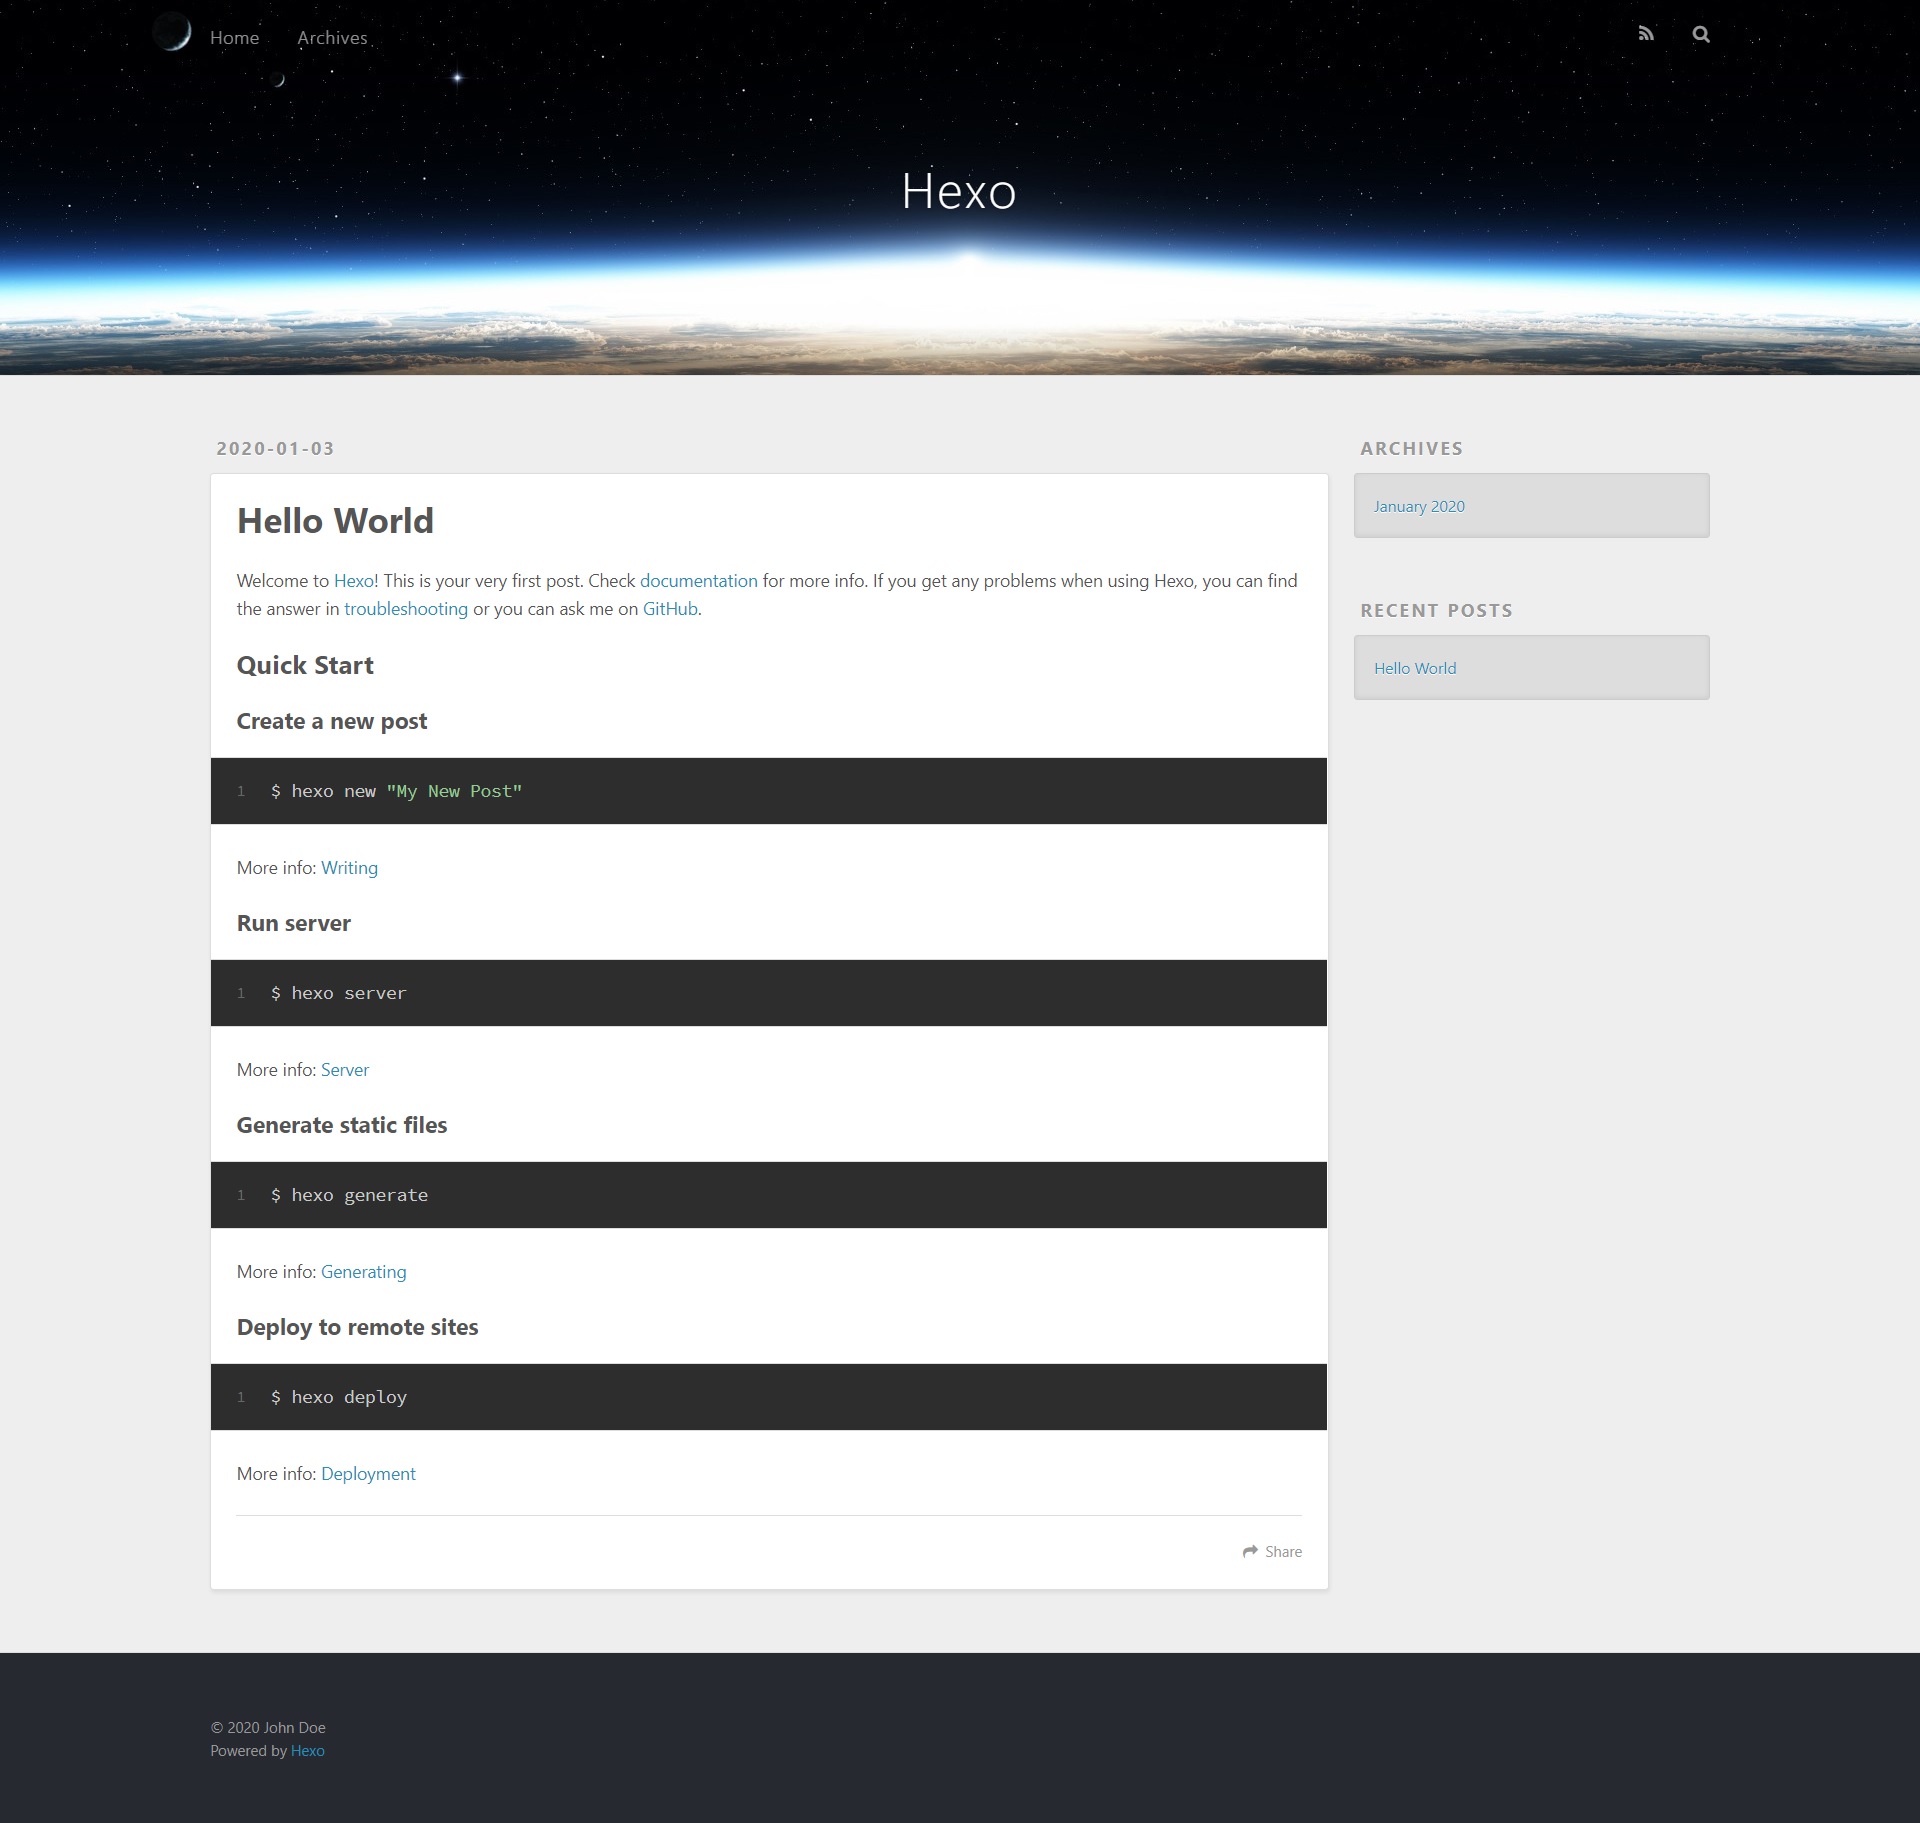 Home Archives
Hexo
2020-01-03
Hello World
Welcome to Hexo! This is your very first post. Check documentation for more info. If you get any problems when using Hexo, you can find
the answer in troubleshooting or you can ask me on GitHub.
Quick Start
Create a new post
1 $ hexo new "My New Post"
More info: Writing
Run server
1 $ hexo server
More info: Server
Generate static files
1 $ hexo generate
More info: Generating
Deploy to remote sites
1 $ hexo deploy
More info: Deployment
Share
ARCHIVES
January 2020
RECENT POSTS
Hello World
© 2020 John Doe
Powered by Hexo